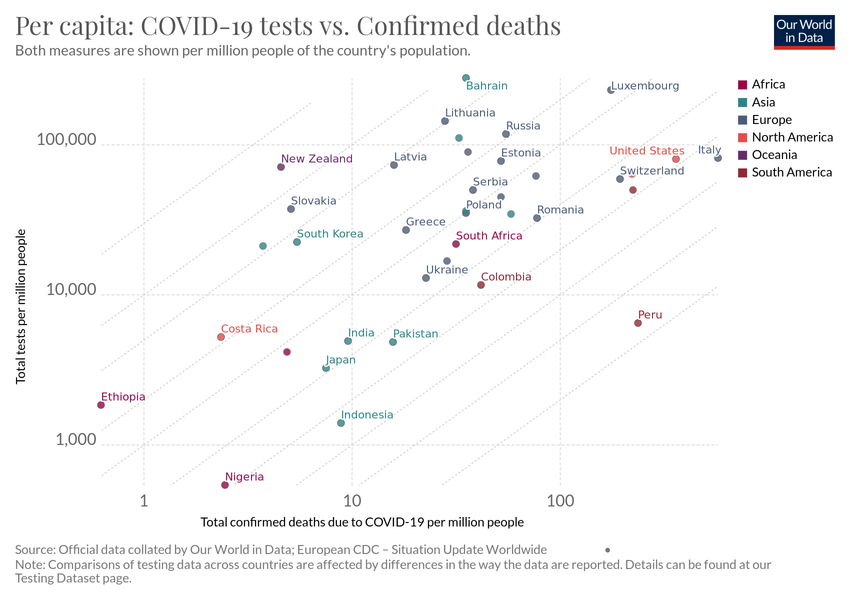 Per capita: COVID-19 tests vs. Confirmed deaths
Both measures are shown per million people of the country's population.
Our World
in Data
Bahrain
Luxembourg
Africa
Asia
Europe
North America
Oceania
South America
Lithuania
Russia
100,000
New Zealand
Latvia
Estonia
United States
Italy
Switzerland
Serbia
Slovakia
Poland
Romania
Greece
South Korea
South Africa
Ukraine
Colombia
10,000
Peru
Costa Rica
India
Pakistan
Japan
Ethiopia
Indonesia
1,000
Nigeria
Total tests per million people
1
10
100
Total confirmed deaths due to COVID-19 per million people
Source: Official data collated by Our World in Data; European CDC – Situation Update Worldwide
Note: Comparisons of testing data across countries are affected by differences in the way the data are reported. Details can be found at our
Testing Dataset page.